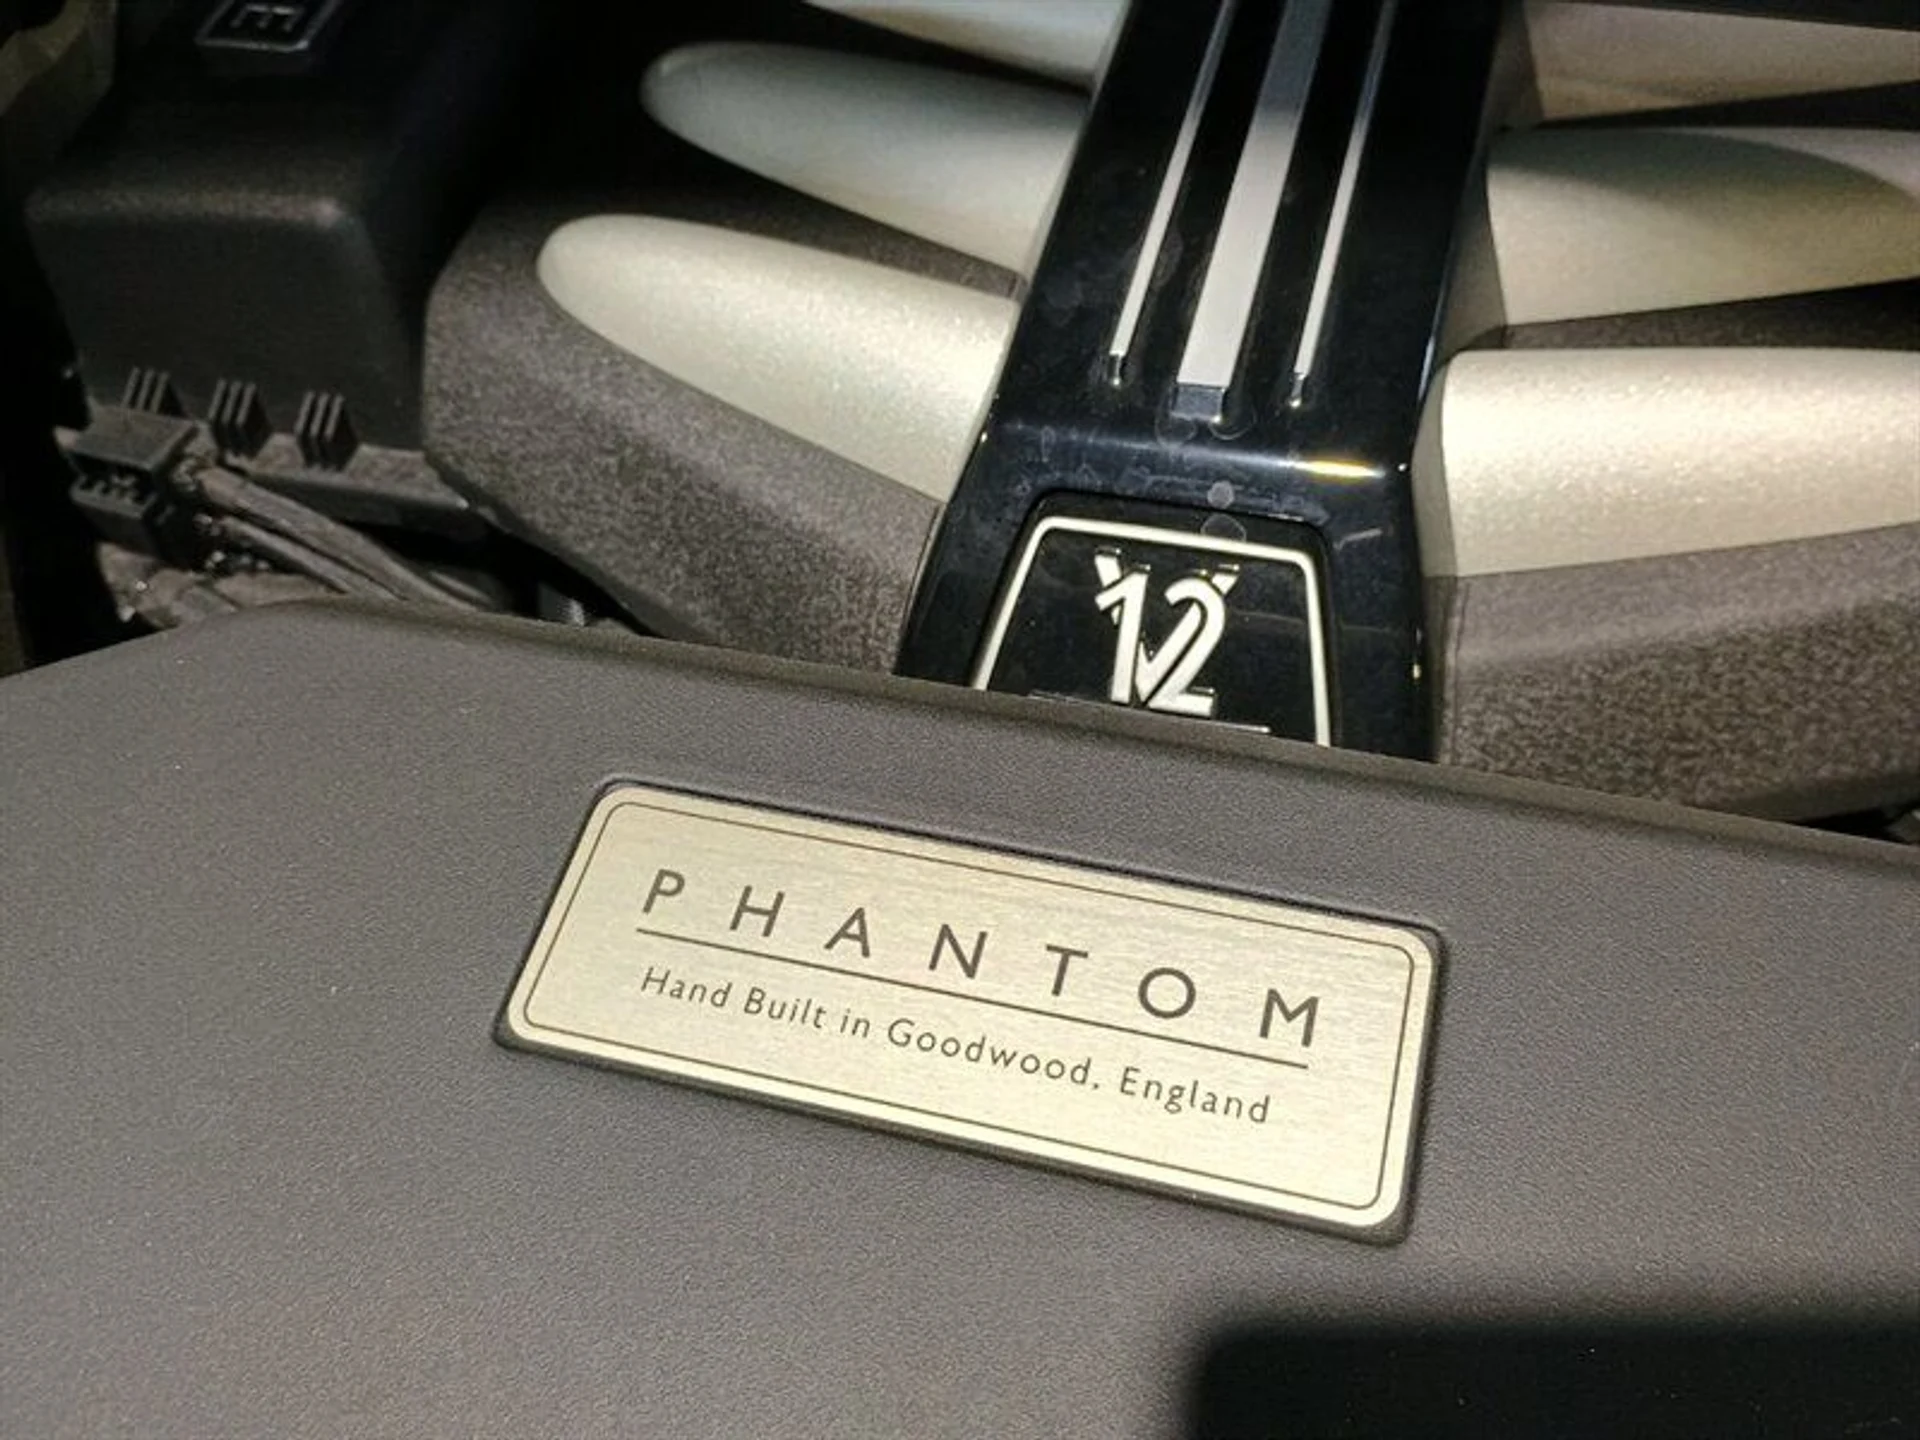 V12
PHANTOM
Hand Built in Goodwood, England